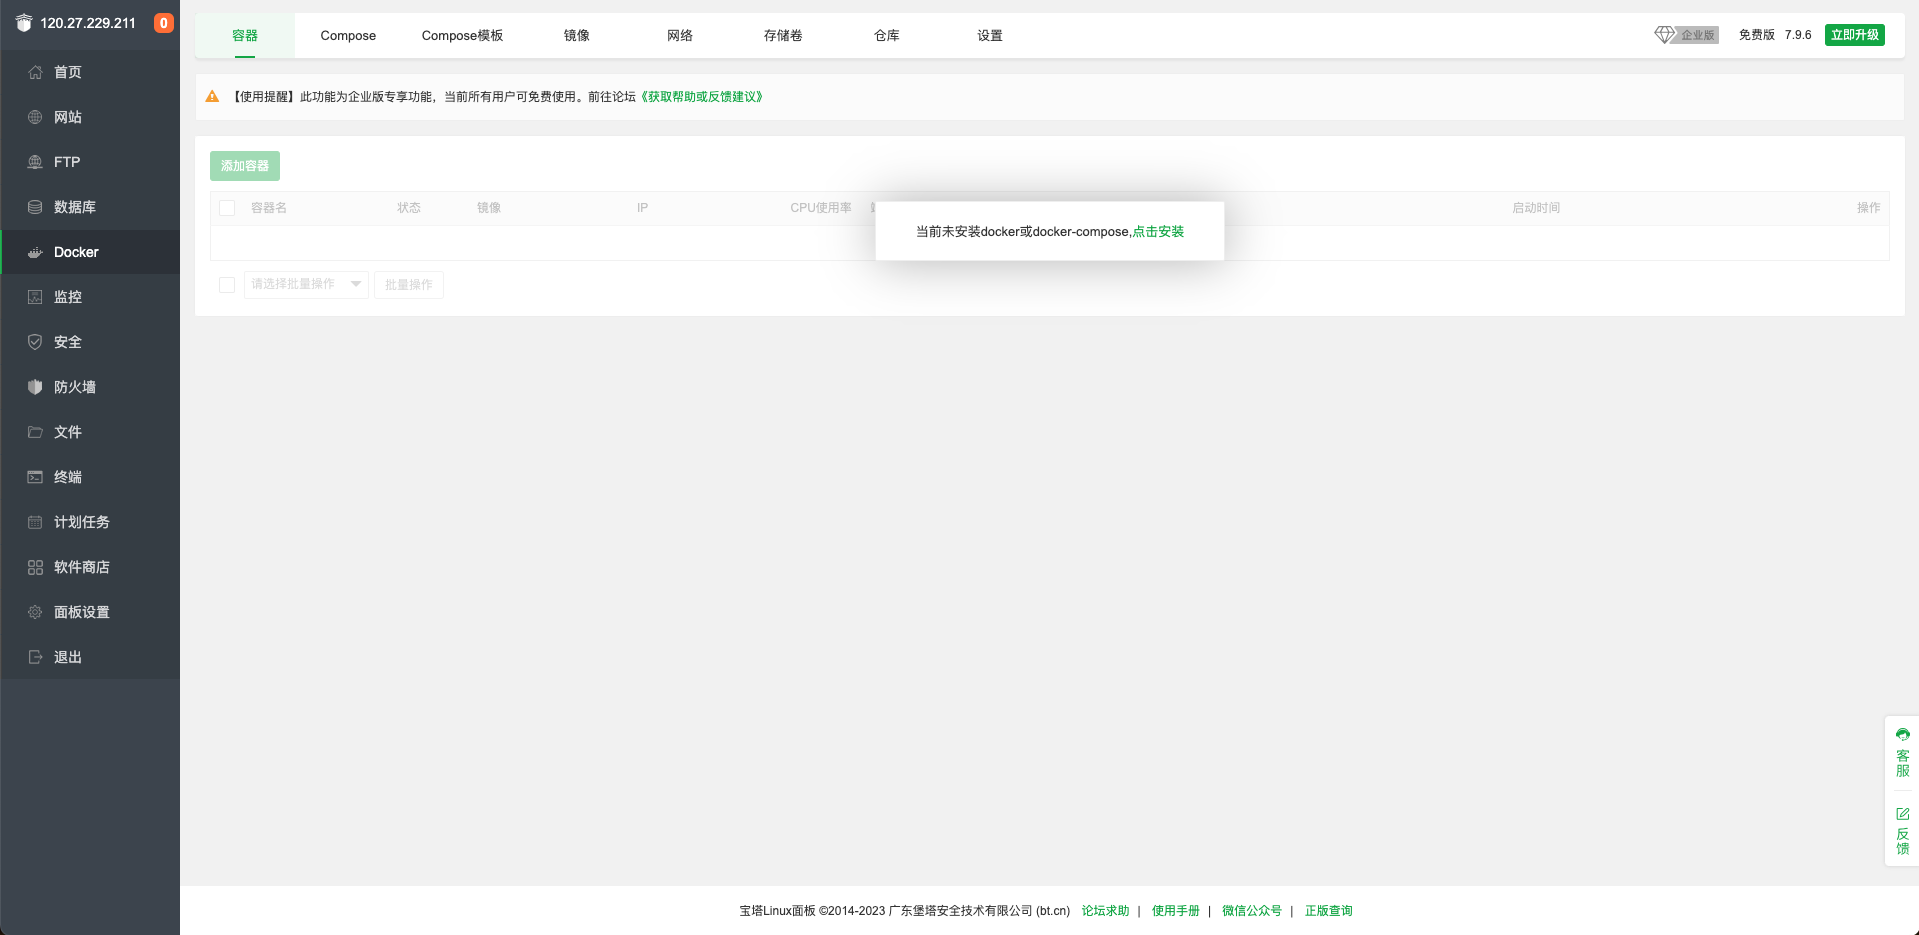 120.27.229.211 0
首页
网站
FTP
数据库
Docker
监控
安全
防火墙
文件
终端
计划任务
软件商店
面板设置
退出
容器 Compose Compose模板 镜像 网络 存储卷 仓库 设置 企业版 免费版 7.9.6 立即升级
【使用提醒】此功能为企业版专享功能，当前所有用户可免费使用。前往论坛《获取帮助或反馈建议》
添加容器
容器名 状态 镜像 IP CPU使用率 启动时间 操作
当前未安装docker或docker-compose,点击安装
请选择批量操作 批量操作
客服
反馈
宝塔Linux面板 ©2014-2023 广东堡塔安全技术有限公司 (bt.cn) 论坛求助 | 使用手册 | 微信公众号 | 正版查询